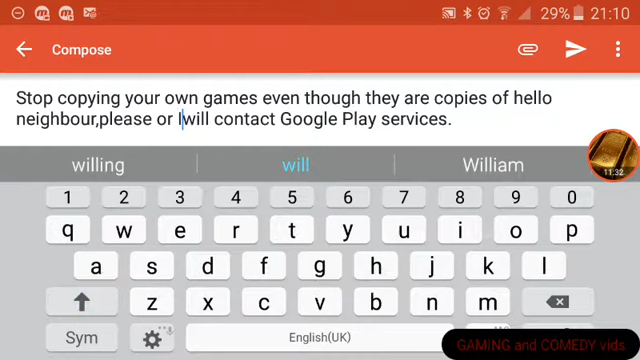 29% 21:10
Compose
Stop copying your own games even though they are copies of hello
neighbour,please or Iwill contact Google Play services.
willing will William
11:32
1 2 3 4 5 6 7 8 9 0
q w e r t y u i o p
a s d f g h j k l
z x c v b n m
Sym English(UK)
GAMING and COMEDY vids